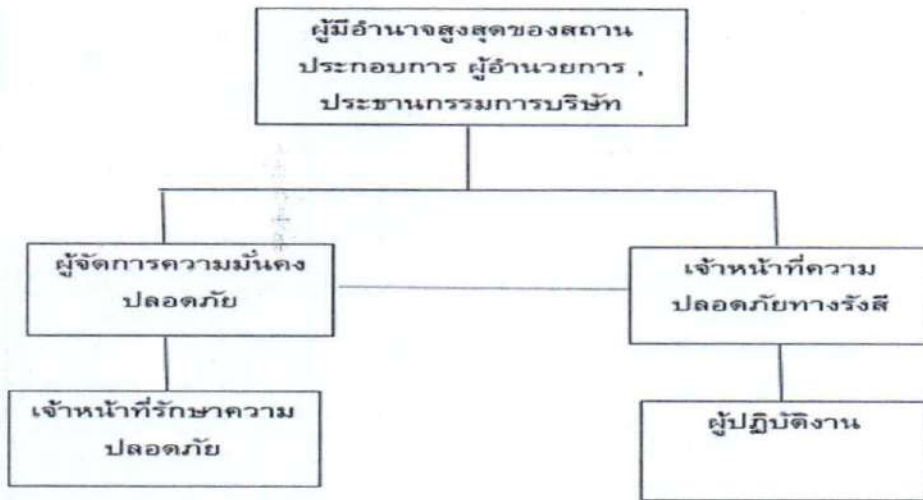 ผู้มีอำนาจสูงสุดของสถาน
ประกอบการ ผู้อำนวยการ ,
ประธานกรรมการบริษัท
ผู้จัดการความมั่นคง
ปลอดภัย
เจ้าหน้าที่ความ
ปลอดภัยทางรังสี
เจ้าหน้าที่รักษาความ
ปลอดภัย
ผู้ปฏิบัติงาน